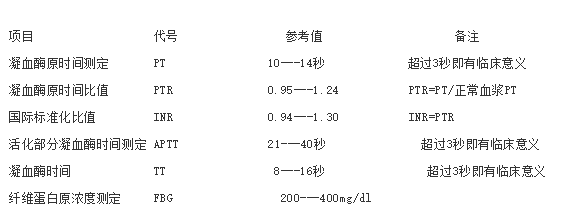 项目 代号 参考值 备注
凝血酶原时间测定 PT 10---14秒 超过3秒即有临床意义
凝血酶原时间比值 PTR 0.95---1.24 PTR=PT/正常血浆PT
国际标准化比值 INR 0.94---1.30 INR=PTR
活化部分凝血酶时间测定 APTT 21---40秒 超过3秒即有临床意义
凝血酶时间 TT 8---16秒 超过3秒即有临床意义
纤维蛋白原浓度测定 FBG 200---400mg/dl